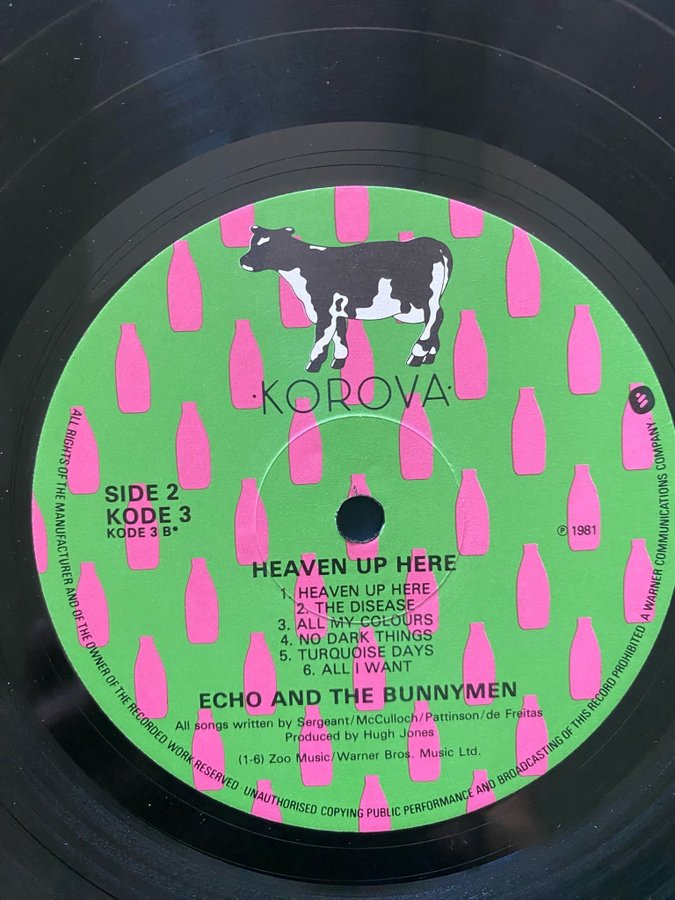 ·KOROVA·
SIDE 2
KODE 3
KODE 3 B*
℗ 1981
HEAVEN UP HERE
1. HEAVEN UP HERE
2. THE DISEASE
3. ALL MY COLOURS
4. NO DARK THINGS
5. TURQUOISE DAYS
6. ALL I WANT
ECHO AND THE BUNNYMEN
All songs written by Sergeant/McCulloch/Pattinson/de Freitas
Produced by Hugh Jones
(1-6) Zoo Music/Warner Bros. Music Ltd.
ALL RIGHTS OF THE MANUFACTURER AND OF THE OWNER OF THE RECORDED WORK RESERVED · UNAUTHORISED COPYING PUBLIC PERFORMANCE AND BROADCASTING OF THIS RECORD PROHIBITED · A WARNER COMMUNICATIONS COMPANY.